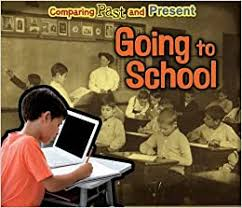 Comparing Past and Present
Going to
School